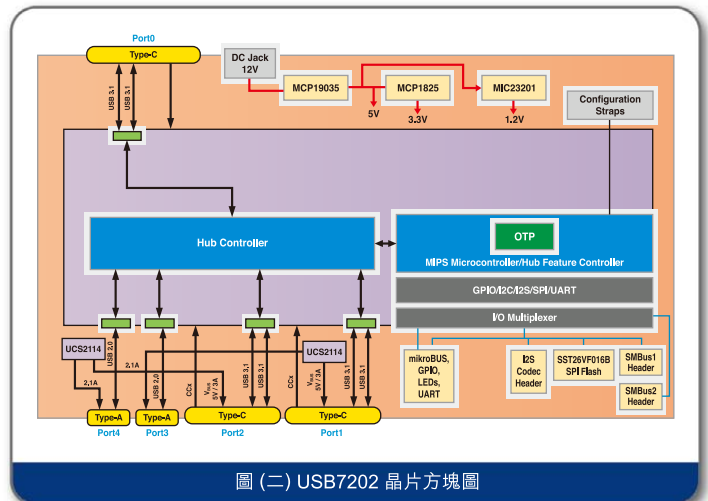 Port0
Type-C
USB 3.1
USB 3.1
DC Jack
12V
MCP19035
MCP1825
MIC23201
5V
3.3V
1.2V
Configuration
Straps
Hub Controller
OTP
MIPS Microcontroller/Hub Feature Controller
GPIO/I2C/I2S/SPI/UART
I/O Multiplexer
UCS2114
USB 2.0
2,1A
2,1A
USB 2,0
CCx
VBUS
5V / 3A
USB 3,1
USB 3,1
UCS2114
CCx
VBUS
5V / 3A
USB 3,1
USB 3,1
mikroBUS,
GPIO,
LEDs,
UART
I2S
Codec
Header
SST26VF016B
SPI Flash
SMBus1
Header
SMBus2
Header
Type-A
Type-A
Type-C
Type-C
Port4
Port3
Port2
Port1
圖 (二) USB7202 晶片方塊圖